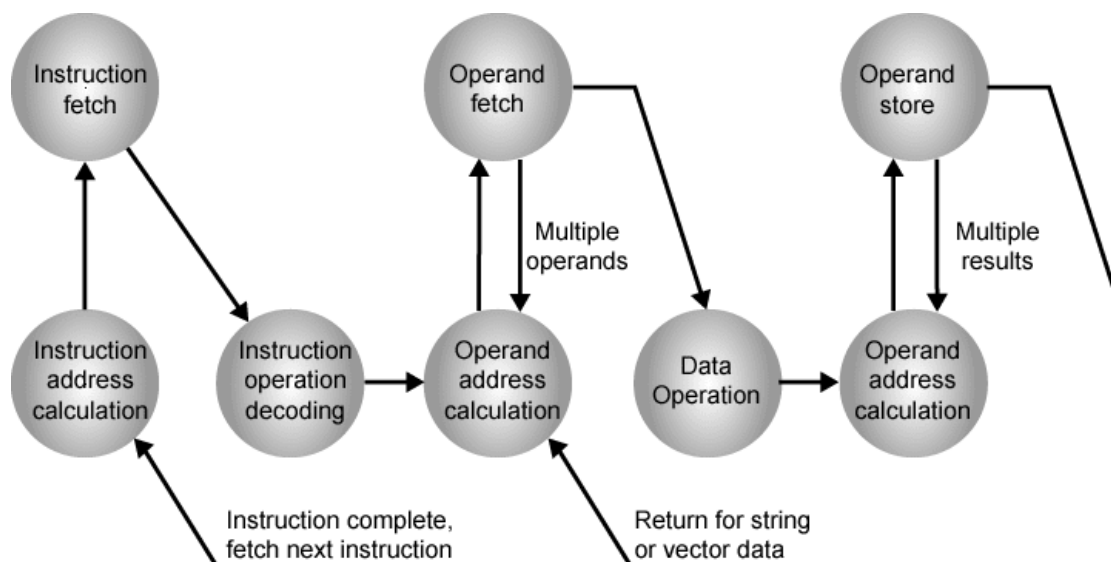 Instruction
fetch
Operand
fetch
Operand
store
Multiple
operands
Multiple
results
Instruction
address
calculation
Instruction
operation
decoding
Operand
address
calculation
Data
Operation
Operand
address
calculation
Instruction complete,
fetch next instruction
Return for string
or vector data